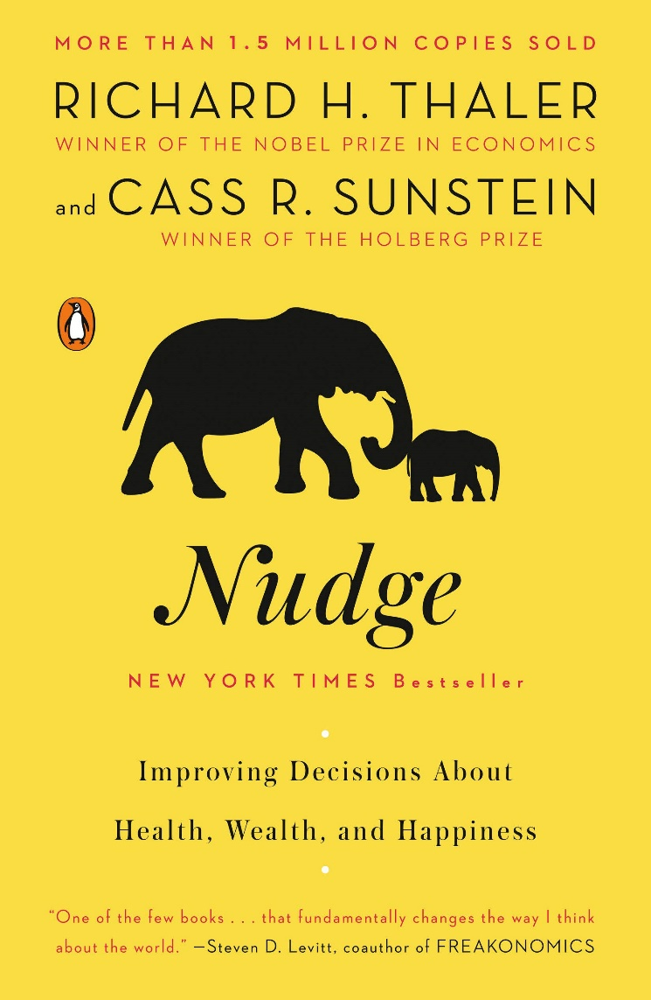 MORE THAN 1.5 MILLION COPIES SOLD
RICHARD H. THALER
WINNER OF THE NOBEL PRIZE IN ECONOMICS
and CASS R. SUNSTEIN
WINNER OF THE HOLBERG PRIZE
Nudge
NEW YORK TIMES Bestseller
Improving Decisions About
Health, Wealth, and Happiness
“One of the few books . . . that fundamentally changes the way I think
about the world.” —Steven D. Levitt, coauthor of FREAKONOMICS